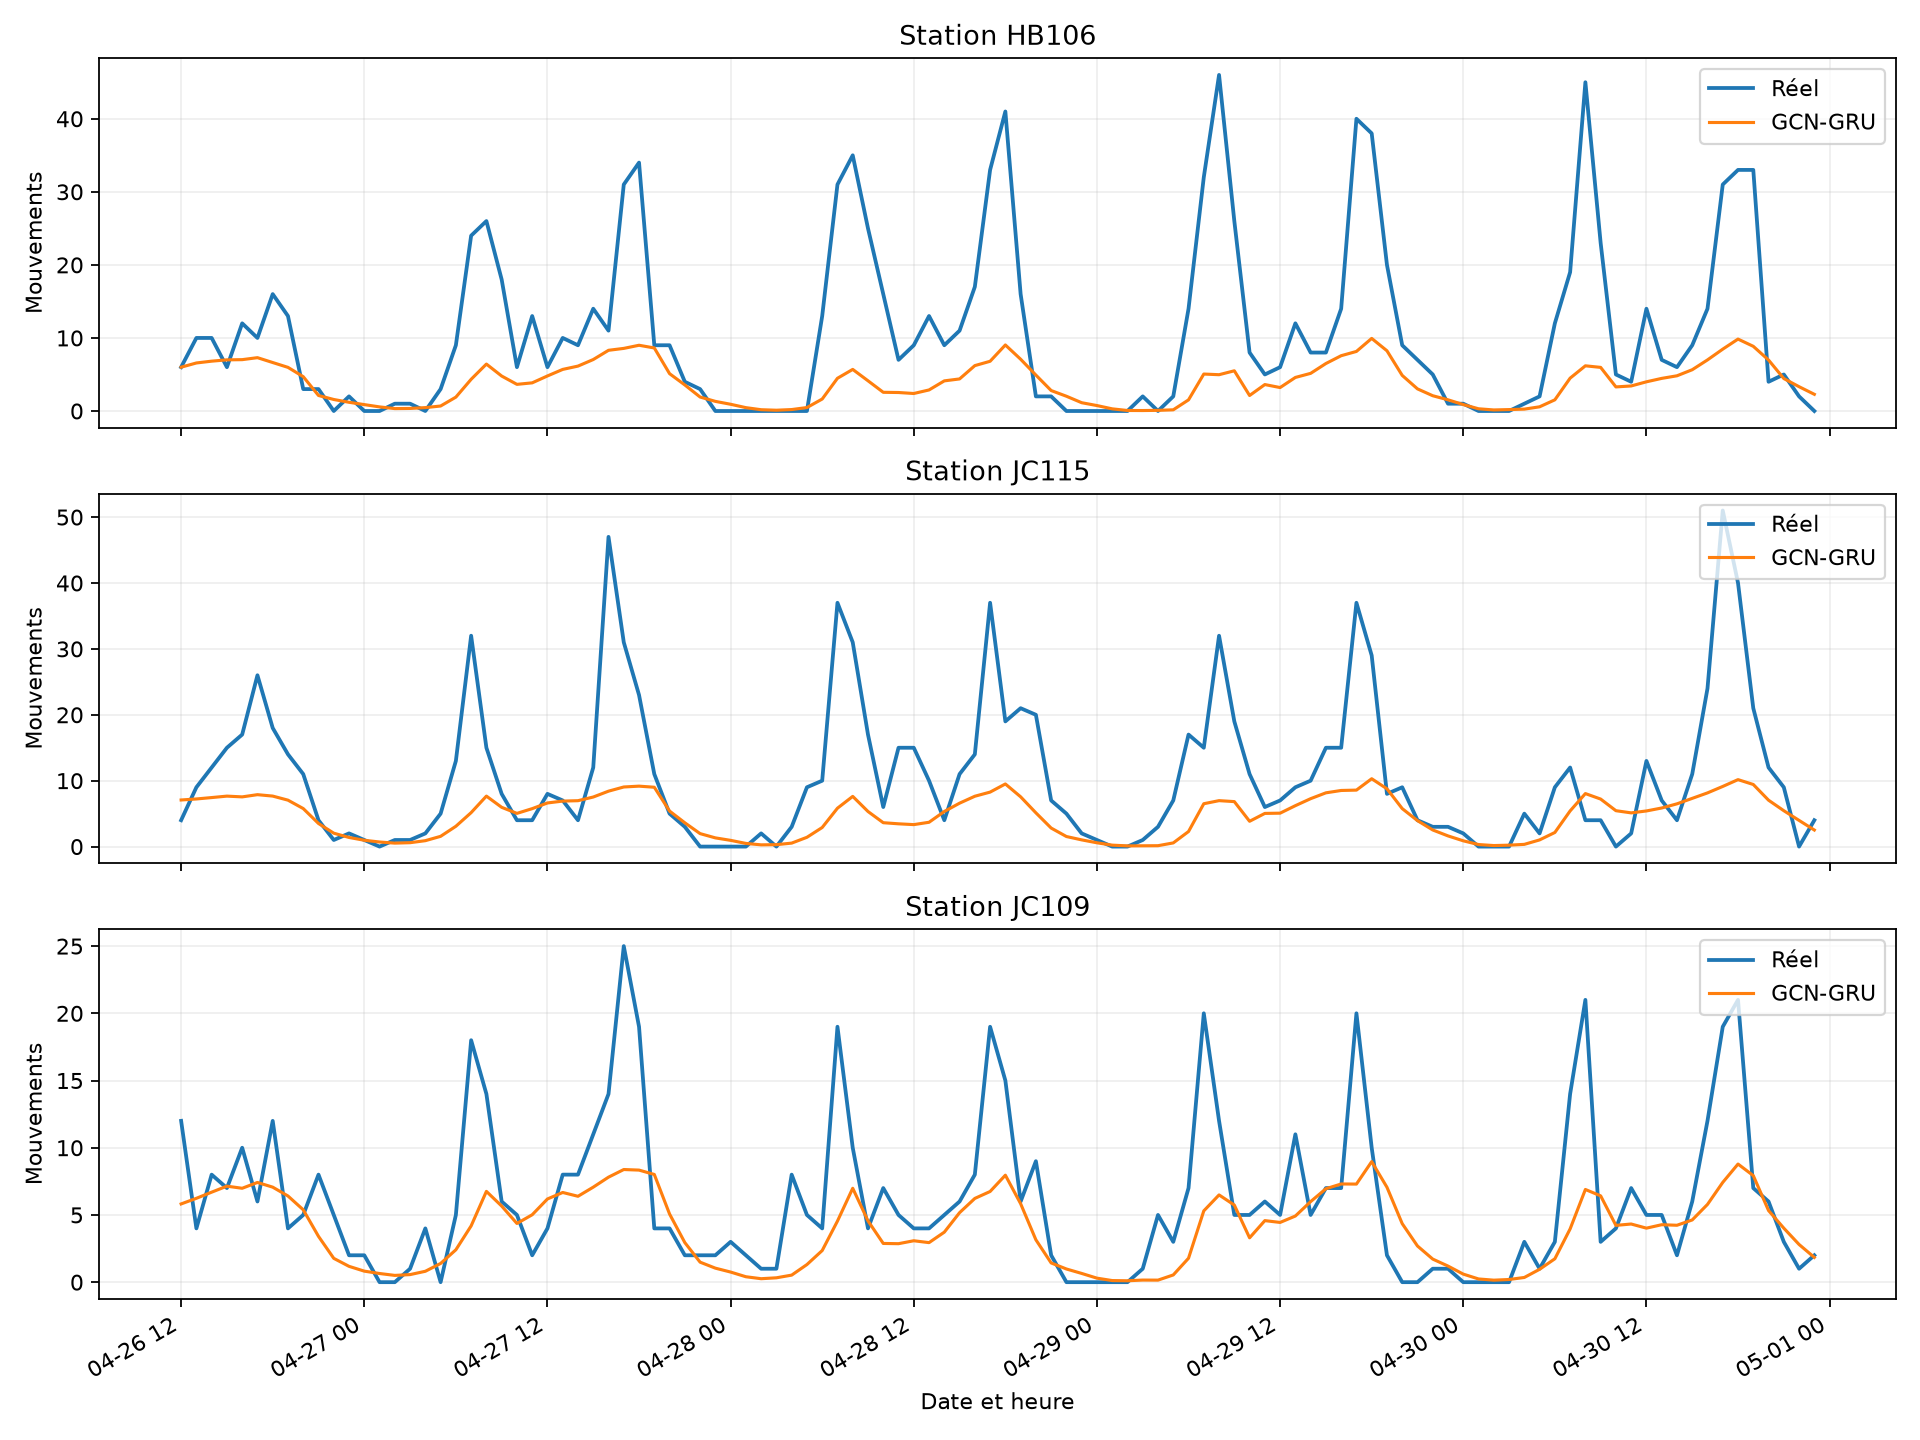 Station HB106
Mouvements
40
30
20
10
0
Réel
GCN-GRU
Station JC115
Mouvements
50
40
30
20
10
0
Réel
GCN-GRU
Station JC109
Mouvements
25
20
15
10
5
0
Réel
GCN-GRU
04-26 12
04-27 00
04-27 12
04-28 00
04-28 12
04-29 00
04-29 12
04-30 00
04-30 12
05-01 00
Date et heure